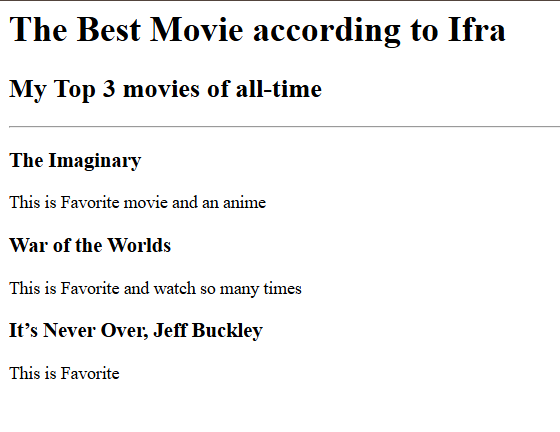 The Best Movie according to Ifra
My Top 3 movies of all-time
The Imaginary
This is Favorite movie and an anime
War of the Worlds
This is Favorite and watch so many times
It’s Never Over, Jeff Buckley
This is Favorite